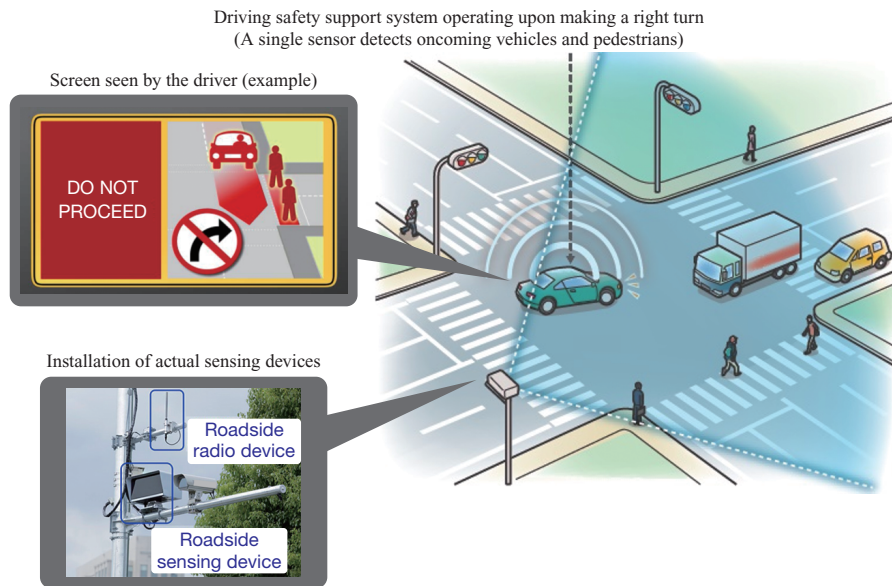 Driving safety support system operating upon making a right turn
(A single sensor detects oncoming vehicles and pedestrians)
Screen seen by the driver (example)
DO NOT
PROCEED
Installation of actual sensing devices
Roadside
radio device
Roadside
sensing device